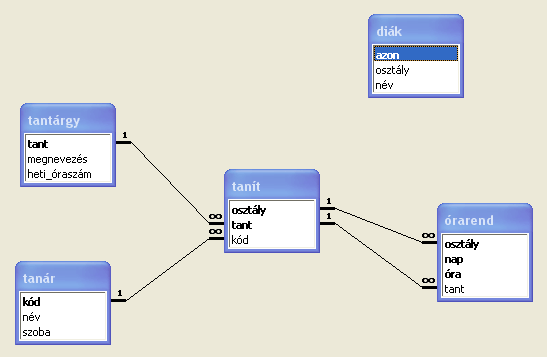 diák
azon
osztály
név
tantárgy
tant
megnevezés
heti_óraszám
1
∞
∞
tanít
osztály
tant
kód
1
1
∞
∞
órarend
osztály
nap
óra
tant
tanár
kód
név
szoba
1